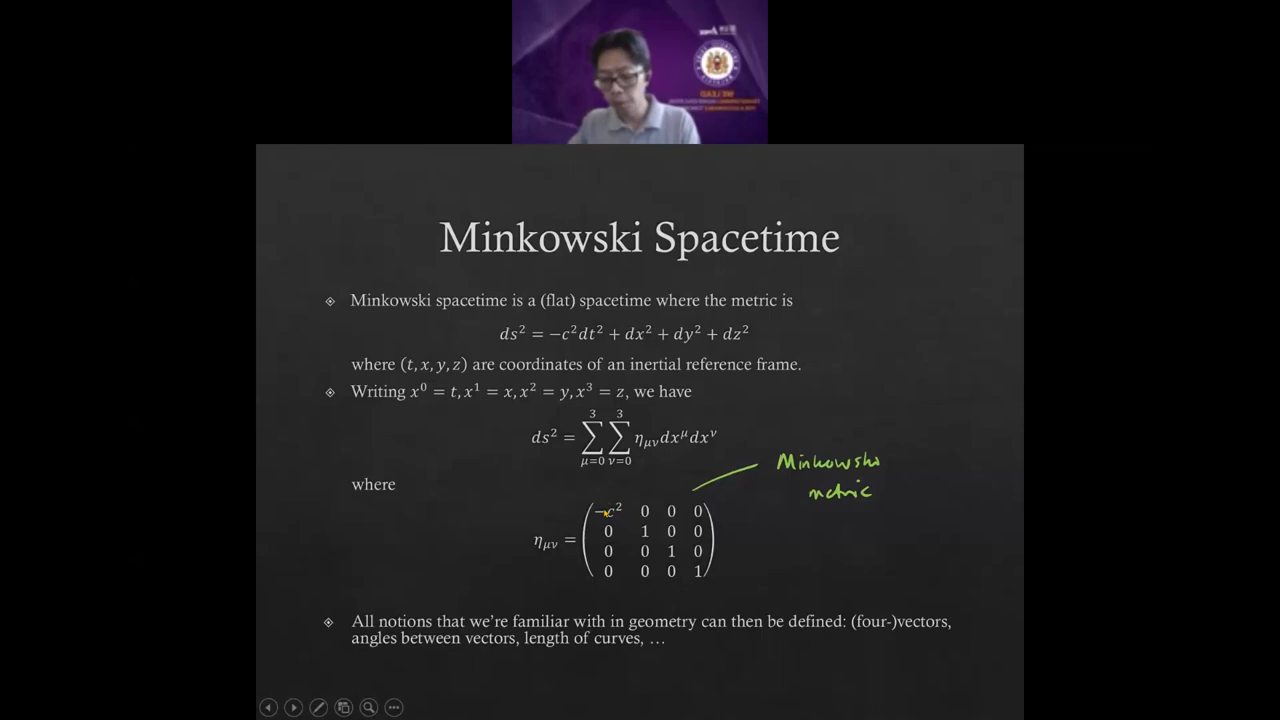 Minkowski Spacetime
Minkowski spacetime is a (flat) spacetime where the metric is
ds² = −c²dt² + dx² + dy² + dz²
where (t, x, y, z) are coordinates of an inertial reference frame.
Writing x⁰ = t, x¹ = x, x² = y, x³ = z, we have
3 3
ds² = ∑ ∑ ημν dx^μ dx^ν
μ=0 ν=0
Minkowski
metric
where
−c² 0 0 0
0 1 0 0
ημν =
0 0 1 0
0 0 0 1
All notions that we’re familiar with in geometry can then be defined: (four-)vectors,
angles between vectors, length of curves, …